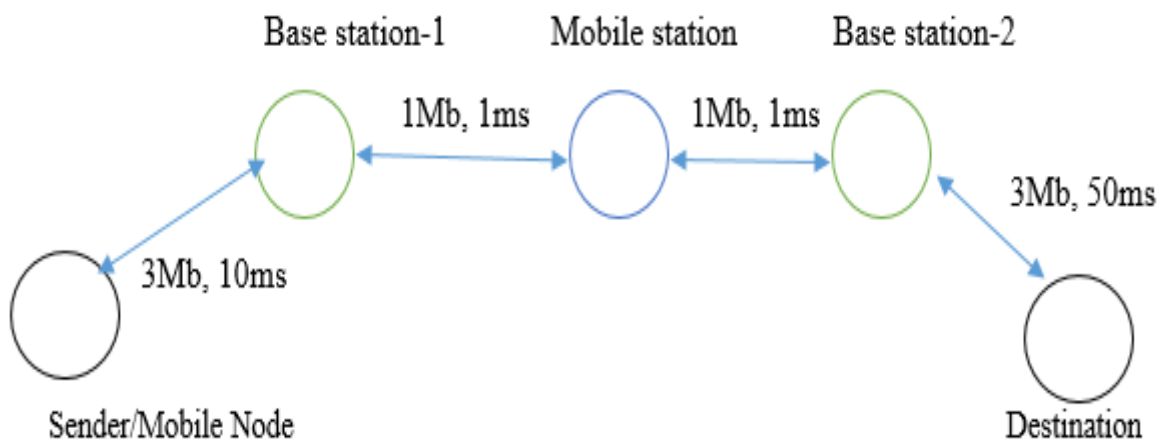 Base station-1
Mobile station
Base station-2
1Mb, 1ms
1Mb, 1ms
3Mb, 50ms
3Mb, 10ms
Sender/Mobile Node
Destination